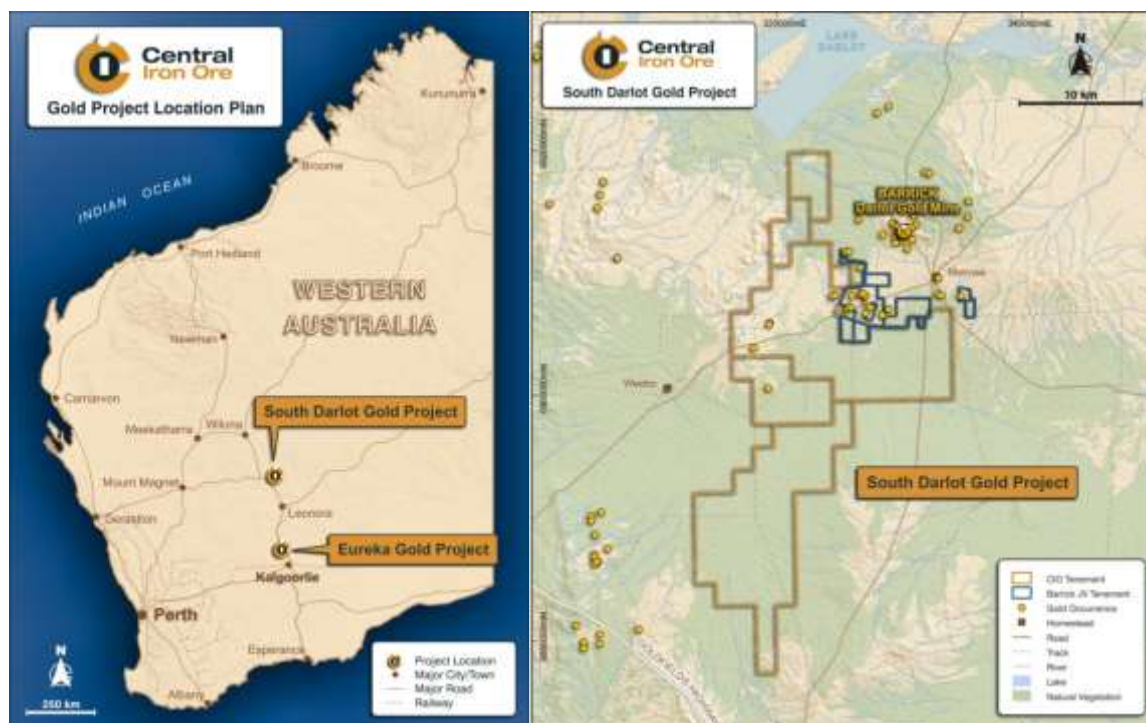 Central
Iron Ore
Gold Project Location Plan
Kununurra
Broome
INDIAN OCEAN
Port Hedland
WESTERN
AUSTRALIA
Newman
Carnarvon
South Darlot Gold Project
Meekatharra
Wiluna
Mount Magnet
Leonora
Geraldton
Eureka Gold Project
Kalgoorlie
Perth
Esperance
Albany
N
250 km
Project Location
Major City/Town
Major Road
Railway
Central
Iron Ore
South Darlot Gold Project
LAKE
DARLOT
N
10 km
BARRICK
Darlot Gold Mine
Weebo
South Darlot Gold Project
GOLDFIELDS HIGHWAY
CIO Tenement
Barrick JV Tenement
Gold Occurrence
Homestead
Road
Track
River
Lake
Natural Vegetation